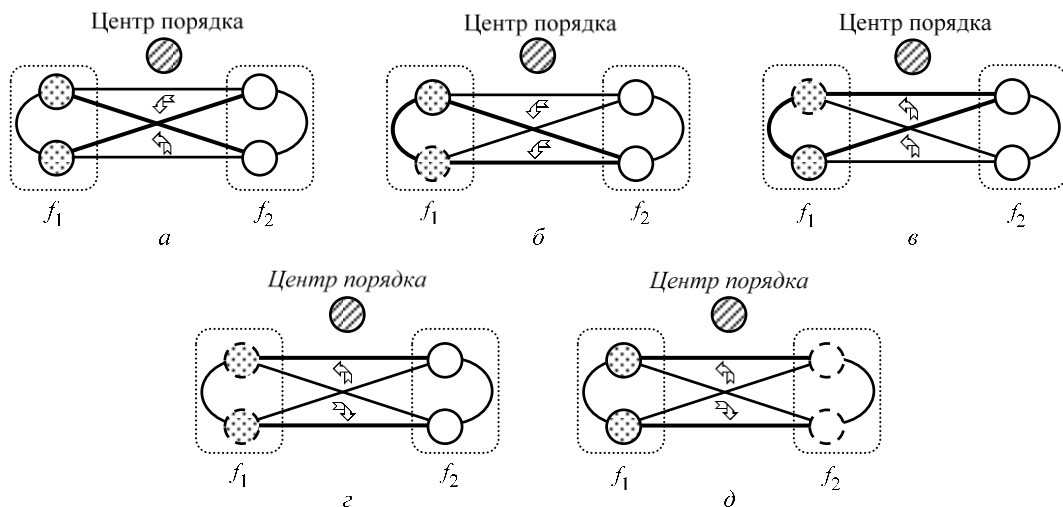 Центр порядка Центр порядка Центр порядка
f1 f2 f1 f2 f1 f2
а б в
Центр порядка Центр порядка
f1 f2 f1 f2
г д